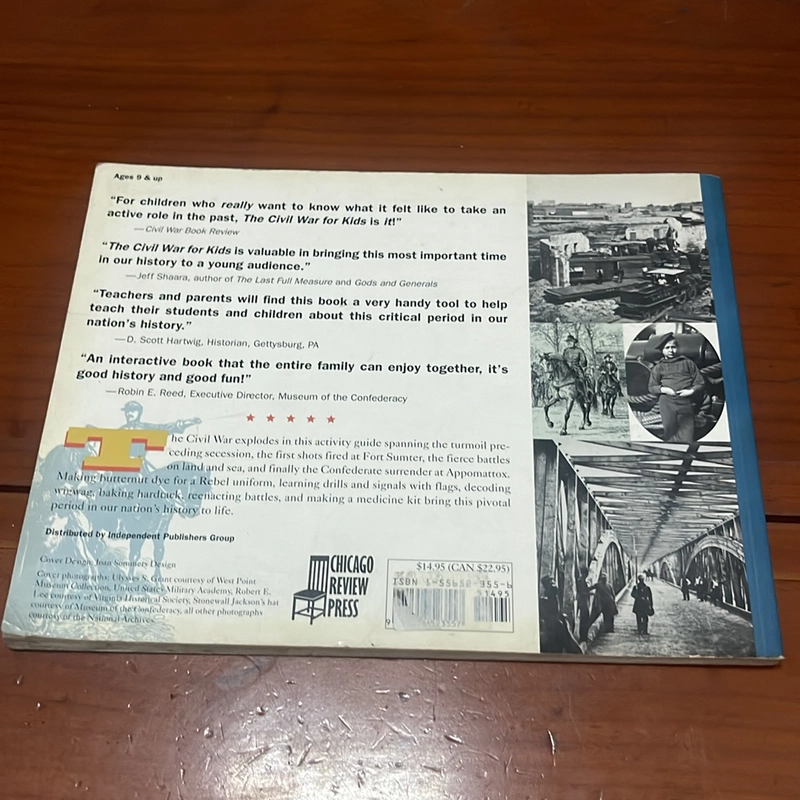 Ages 9 & up
“For children who really want to know what it felt like to take an
active role in the past, The Civil War for Kids is it!”
—Civil War Book Review
“The Civil War for Kids is valuable in bringing this most important time
in our history to a young audience.”
—Jeff Shaara, author of The Last Full Measure and Gods and Generals
“Teachers and parents will find this book a very handy tool to help
teach their students and children about this critical period in our
nation’s history.”
—D. Scott Hartwig, Historian, Gettysburg, PA
“An interactive book that the entire family can enjoy together, it’s
good history and good fun!”
—Robin E. Reed, Executive Director, Museum of the Confederacy
The Civil War explodes in this activity guide spanning the turmoil pre-
ceding secession, the first shots fired at Fort Sumter, the fierce battles
on land and sea, and finally the Confederate surrender at Appomattox.
Making butternut dye for a Rebel uniform, learning drills and signals with flags, decoding
wigwag, baking hardtack, reenacting battles, and making a medicine kit bring this pivotal
period in our nation’s history to life.
Distributed by Independent Publishers Group
Cover Design: Joan Sommers Design
Cover photographs: Ulysses S. Grant courtesy of West Point
Museum Collection, United States Military Academy, Robert E.
Lee courtesy of Virginia Historical Society, Stonewall Jackson’s hat
courtesy of Museum of the Confederacy, all other photographs
courtesy of the National Archives
CHICAGO
REVIEW
PRESS
$14.95 (CAN $22.95)
ISBN 1-55652-355-6
51495